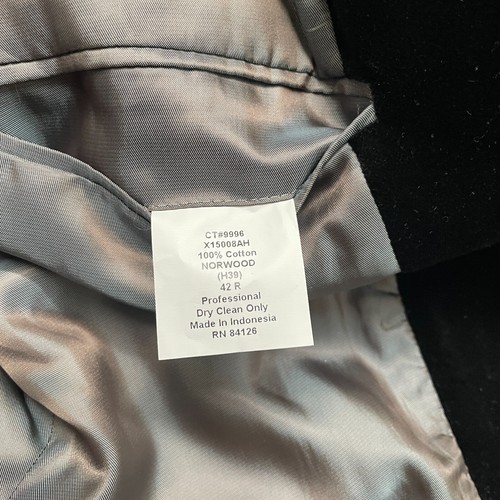 CT#9996
X15008AH
100% Cotton
NORWOOD
(H39)
42 R
Professional
Dry Clean Only
Made In Indonesia
RN 84126